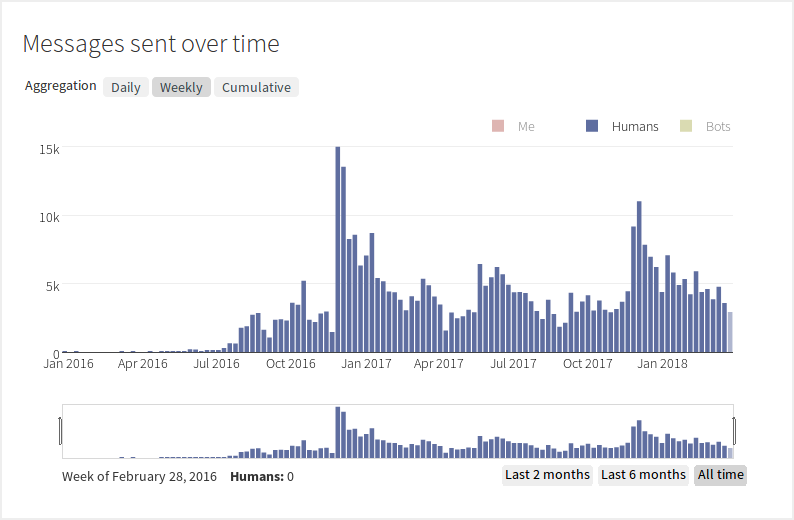 Messages sent over time
Aggregation Daily Weekly Cumulative
Me Humans Bots
15k
10k
5k
0
Jan 2016 Apr 2016 Jul 2016 Oct 2016 Jan 2017 Apr 2017 Jul 2017 Oct 2017 Jan 2018
Week of February 28, 2016 Humans: 0 Last 2 months Last 6 months All time